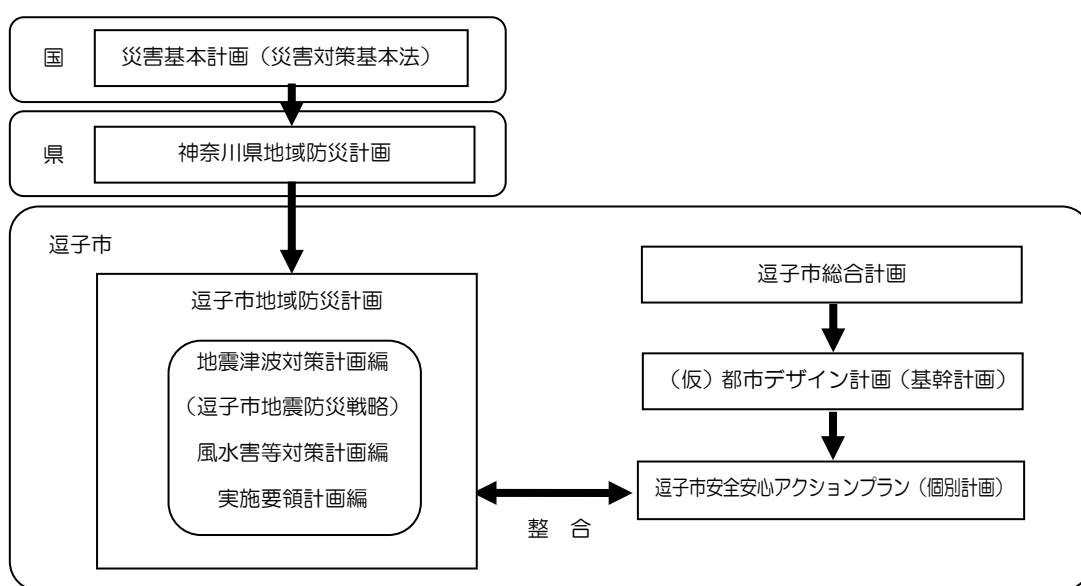 国
災害基本計画（災害対策基本法）
県
神奈川県地域防災計画
逗子市
逗子市地域防災計画
地震津波対策計画編
（逗子市地震防災戦略）
風水害等対策計画編
実施要領計画編
逗子市総合計画
（仮）都市デザイン計画（基幹計画）
逗子市安全安心アクションプラン（個別計画）
整　合